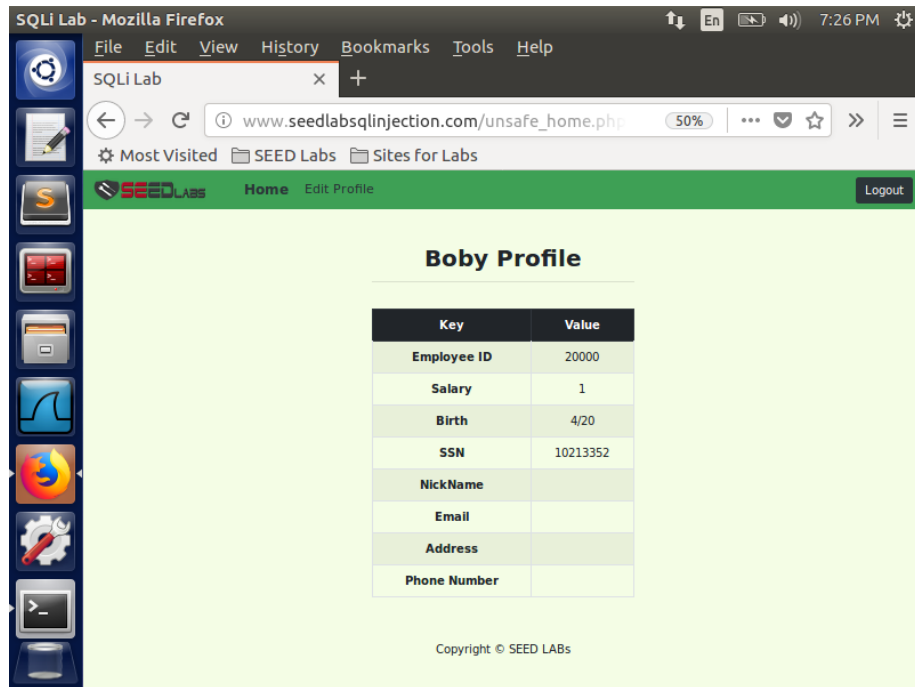 SQLi Lab - Mozilla Firefox En 7:26 PM
File Edit View History Bookmarks Tools Help
SQLi Lab
www.seedlabsqlinjection.com/unsafe_home.php 50%
Most Visited SEED Labs Sites for Labs
SEEDLABS Home Edit Profile Logout
Boby Profile
Key Value
Employee ID 20000
Salary 1
Birth 4/20
SSN 10213352
NickName
Email
Address
Phone Number
Copyright © SEED LABs